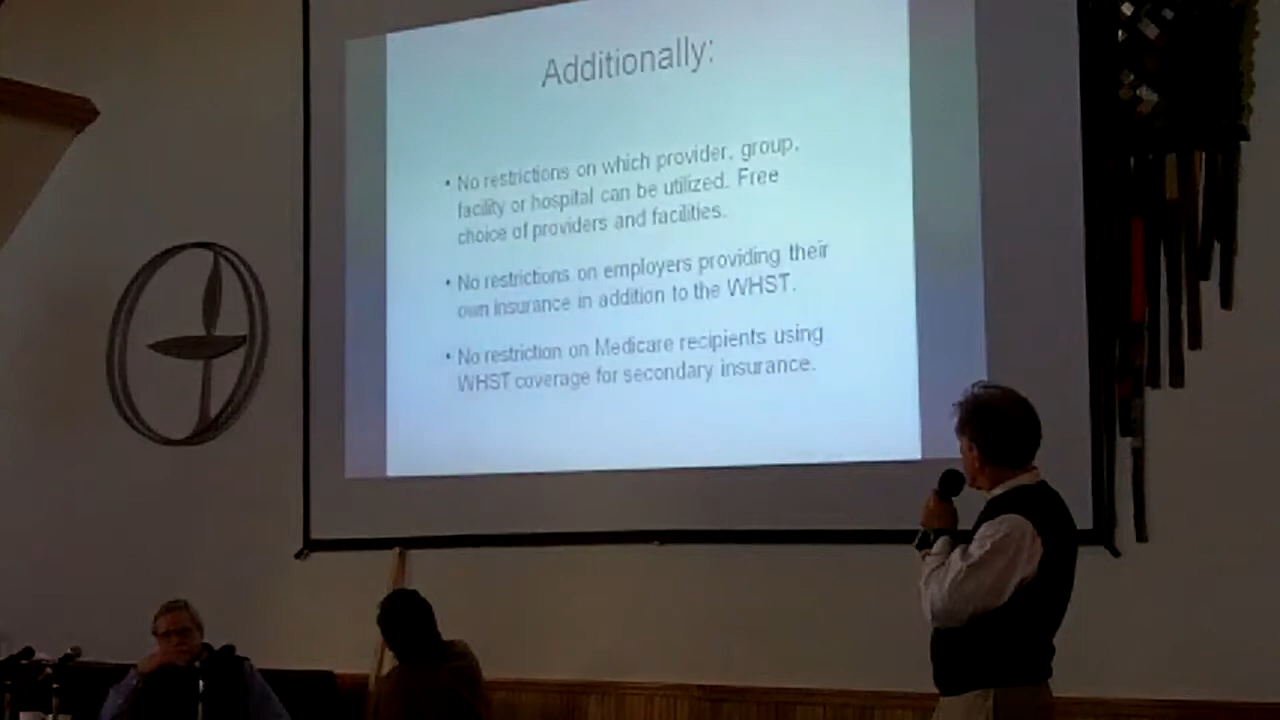 Additionally:
• No restrictions on which provider, group,
facility or hospital can be utilized. Free
choice of providers and facilities.
• No restrictions on employers providing their
own insurance in addition to the WHST.
• No restriction on Medicare recipients using
WHST coverage for secondary insurance.